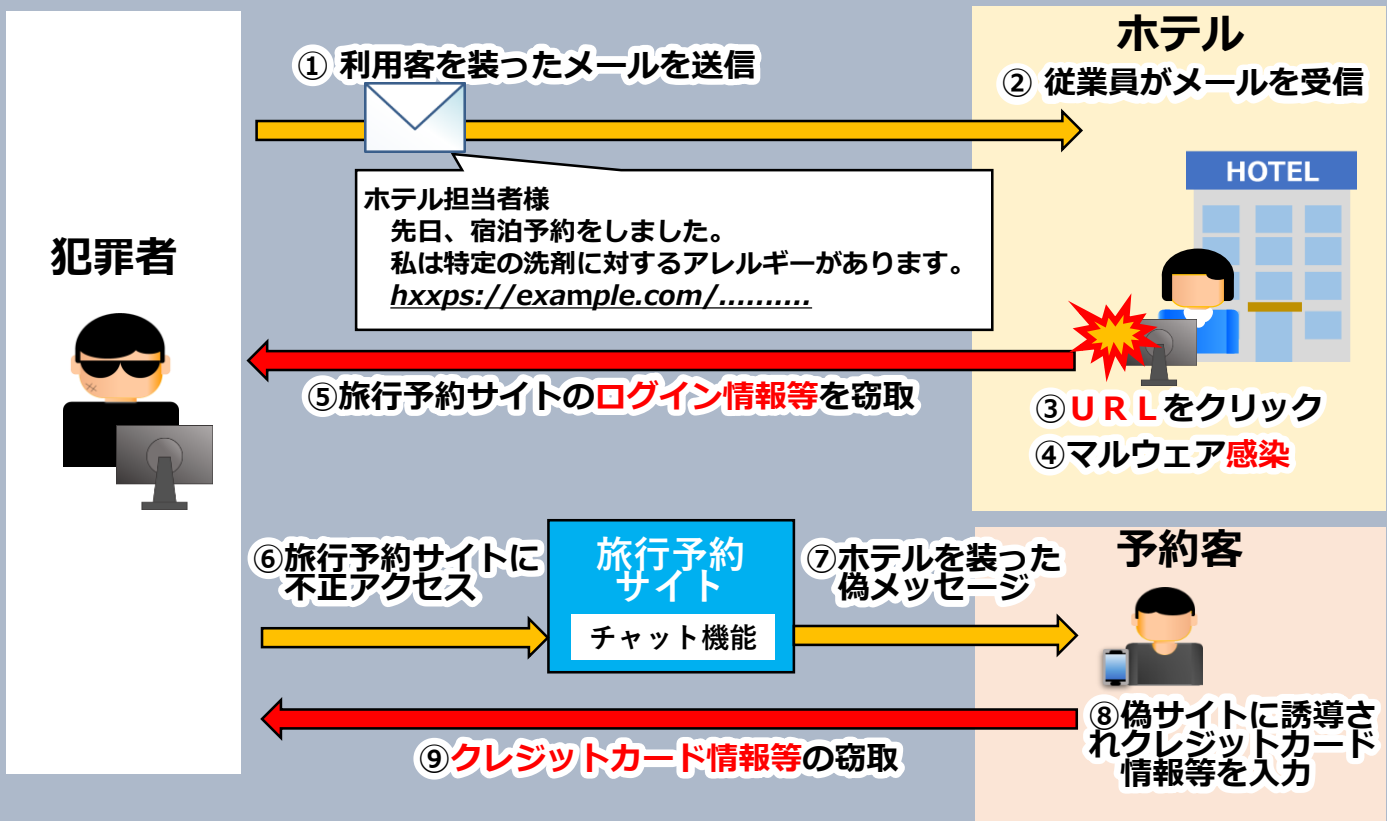 犯罪者
① 利用客を装ったメールを送信
ホテル
② 従業員がメールを受信
HOTEL
ホテル担当者様
先日、宿泊予約をしました。
私は特定の洗剤に対するアレルギーがあります。
hxxps://example.com/..........
③ＵＲＬをクリック
④マルウェア感染
⑤旅行予約サイトのログイン情報等を窃取
⑥旅行予約サイトに
不正アクセス
旅行予約
サイト
チャット機能
⑦ホテルを装った
偽メッセージ
予約客
⑧偽サイトに誘導さ
れクレジットカード
情報等を入力
⑨クレジットカード情報等の窃取